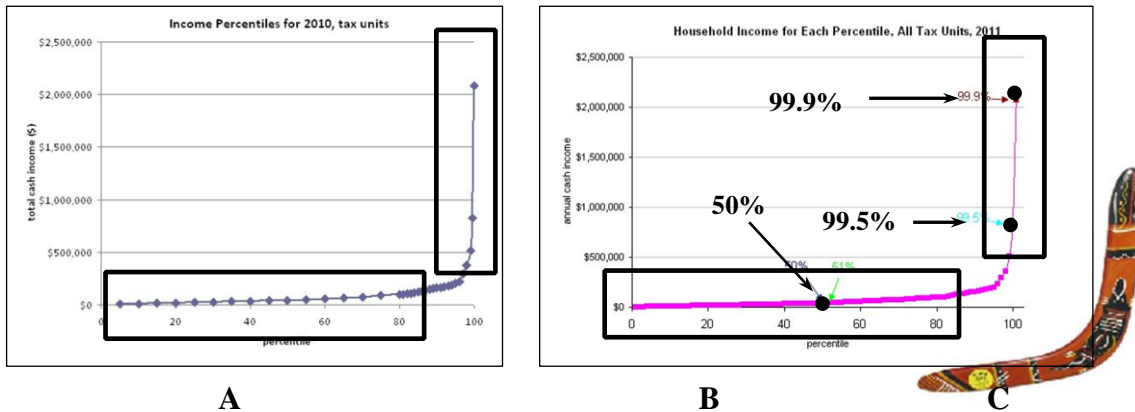 Income Percentiles for 2010, tax units
$2,500,000
$2,000,000
$1,500,000
$1,000,000
$500,000
$0
total cash income ($)
0 20 40 60 80 100
percentile
A
Household Income for Each Percentile, All Tax Units, 2011
$2,500,000
$2,000,000
$1,500,000
$1,000,000
$500,000
$0
annual cash income
99.9%
99.9%
50%
99.5%
99.5%
50%
51%
0 20 40 60 80 100
percentile
B
C